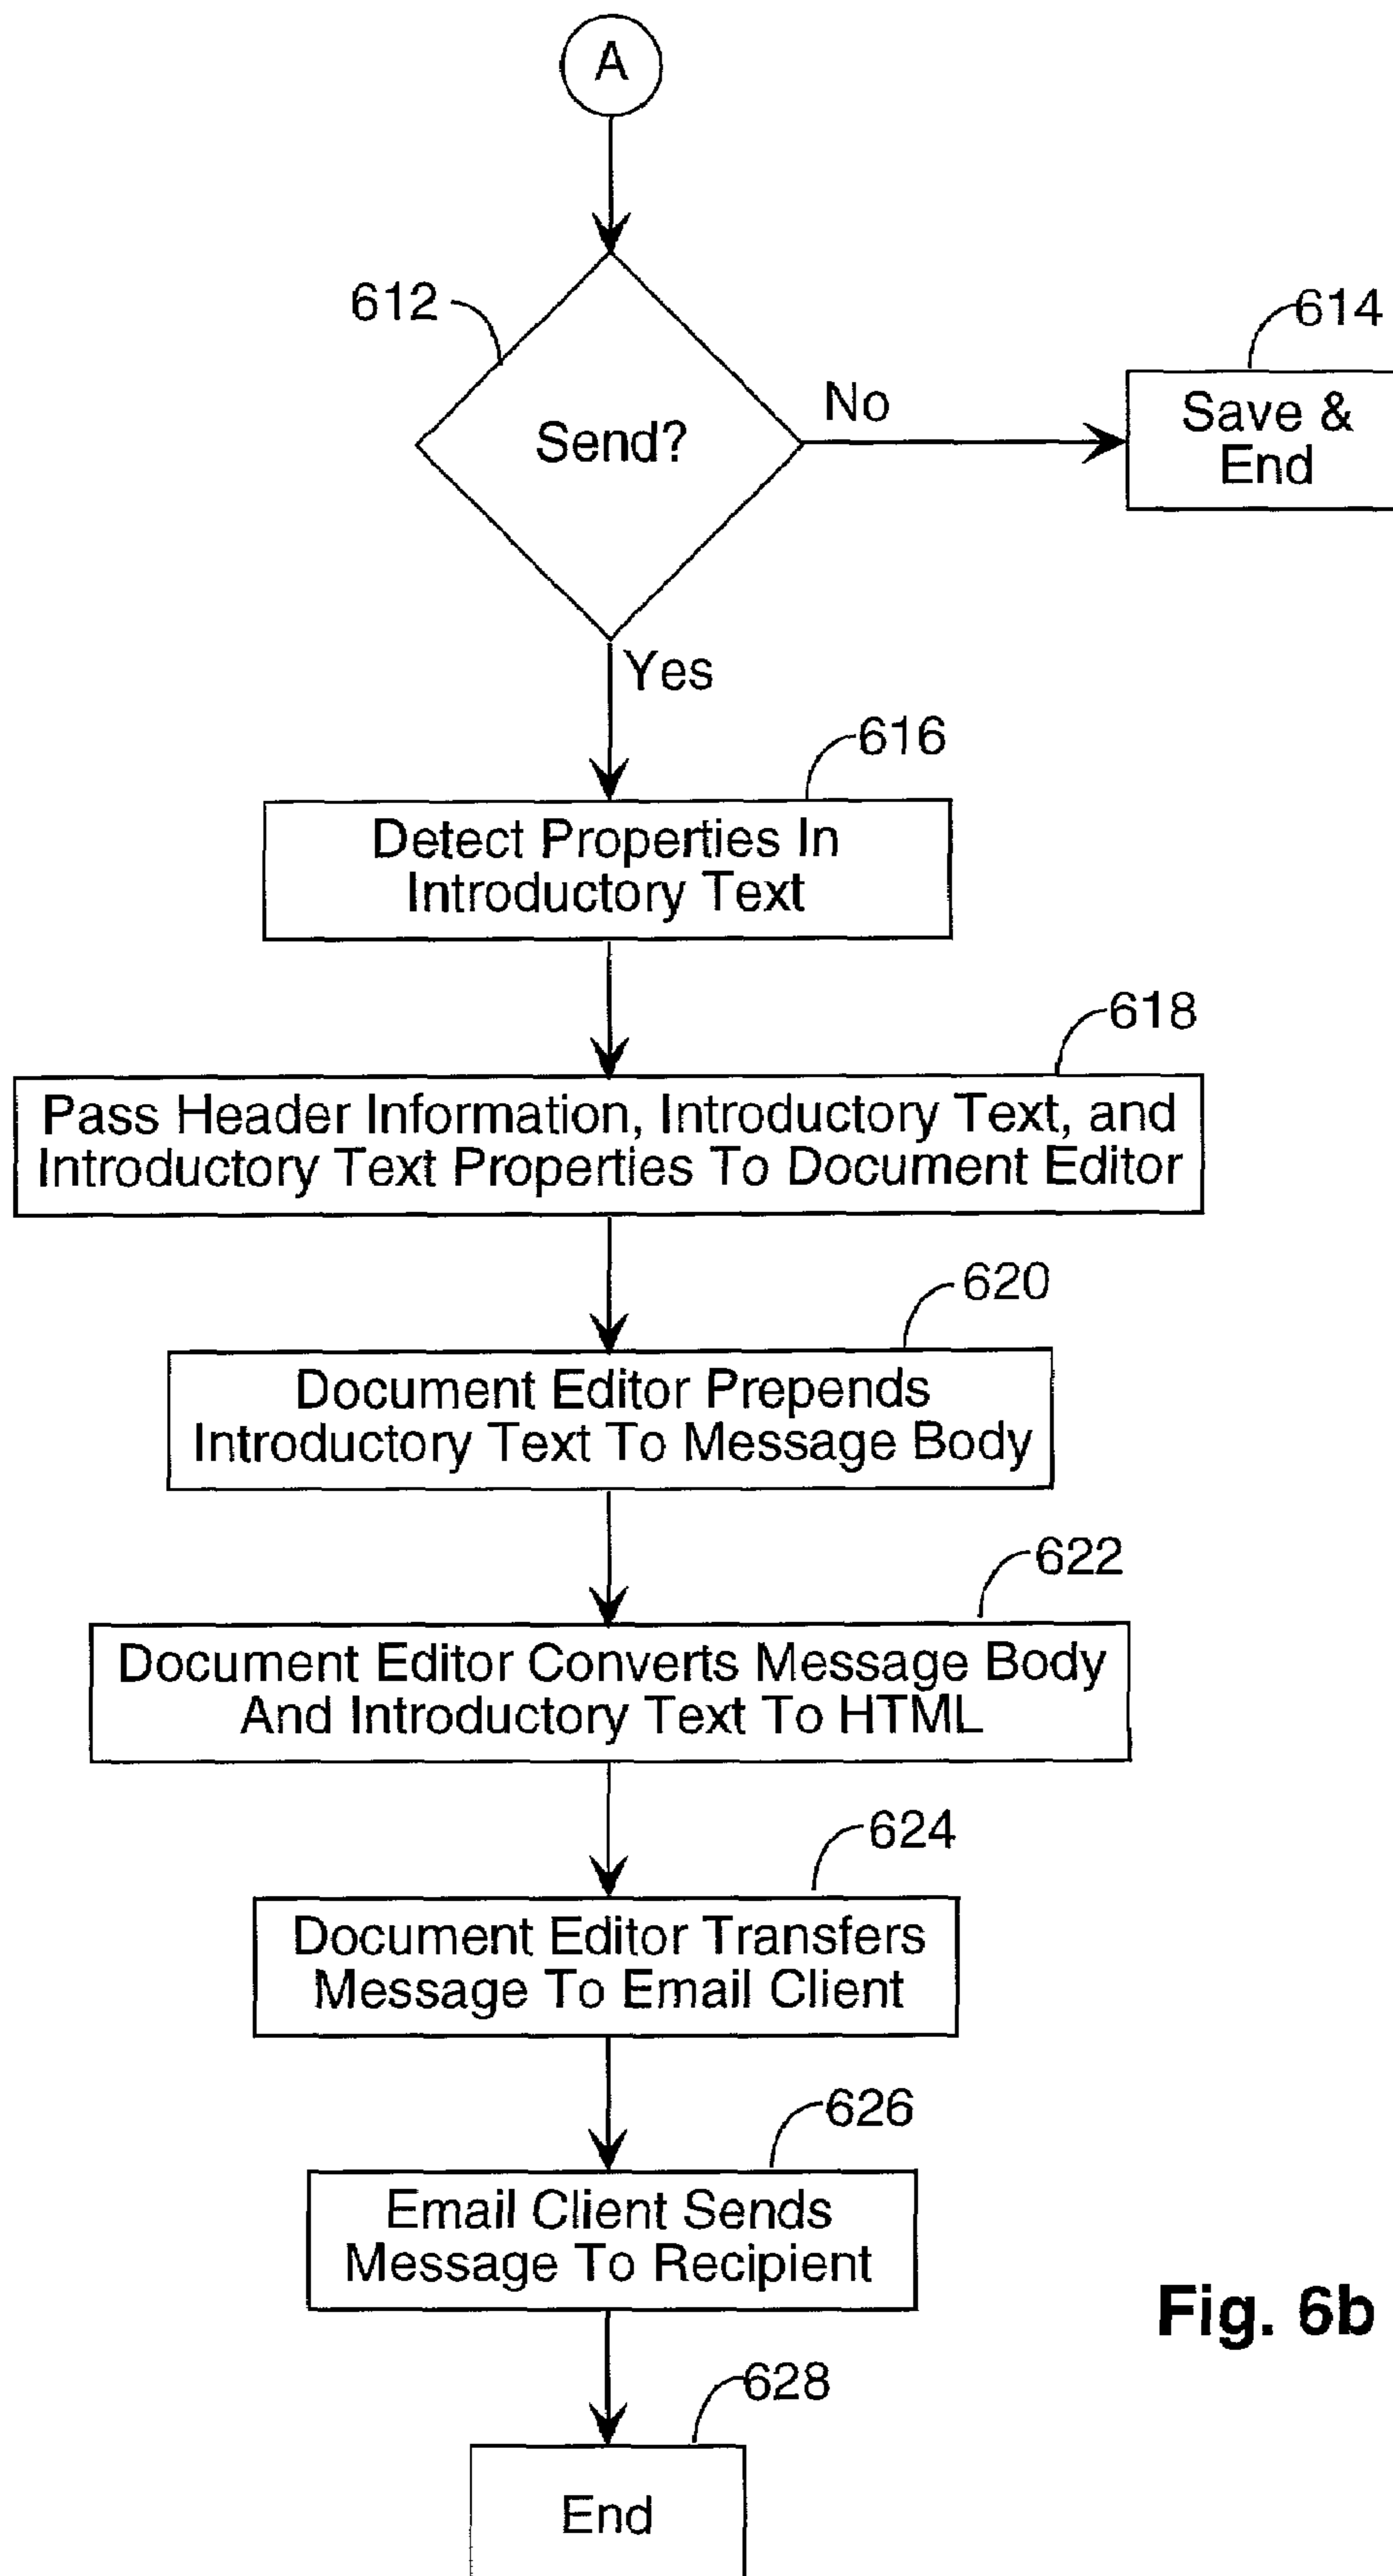 A
612
614
Send?
No
Save &
End
Yes
616
Detect Properties In
Introductory Text
618
Pass Header Information, Introductory Text, and
Introductory Text Properties To Document Editor
620
Document Editor Prepends
Introductory Text To Message Body
622
Document Editor Converts Message Body
And Introductory Text To HTML
624
Document Editor Transfers
Message To Email Client
626
Email Client Sends
Message To Recipient
Fig. 6b
628
End